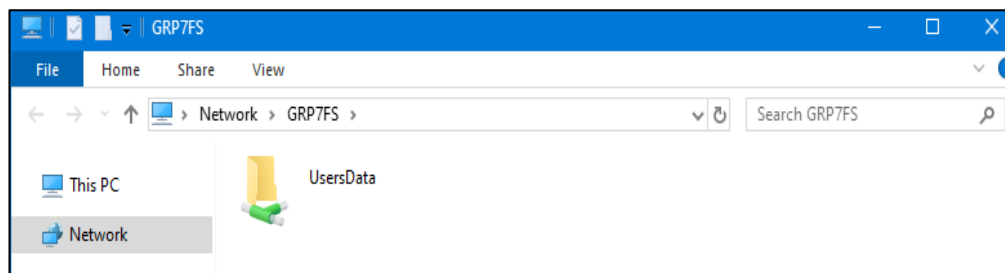 GRP7FS
File Home Share View
Network > GRP7FS >
Search GRP7FS
UsersData
This PC
Network